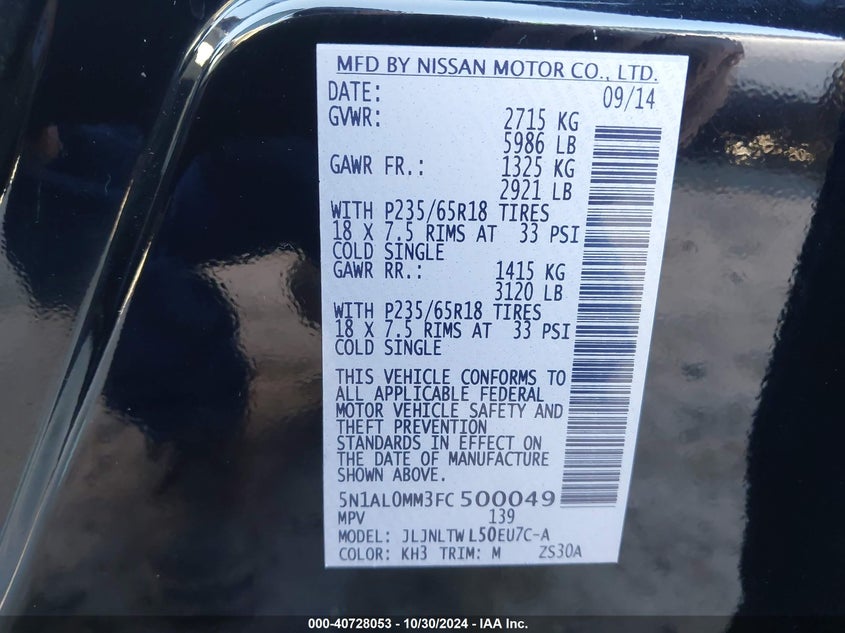 MFD BY NISSAN MOTOR CO., LTD.
DATE: 09/14
GVWR: 2715 KG
5986 LB
GAWR FR.: 1325 KG
2921 LB
WITH P235/65R18 TIRES
18 X 7.5 RIMS AT 33 PSI
COLD SINGLE
GAWR RR.: 1415 KG
3120 LB
WITH P235/65R18 TIRES
18 X 7.5 RIMS AT 33 PSI
COLD SINGLE
THIS VEHICLE CONFORMS TO
ALL APPLICABLE FEDERAL
MOTOR VEHICLE SAFETY AND
THEFT PREVENTION
STANDARDS IN EFFECT ON
THE DATE OF MANUFACTURE
SHOWN ABOVE.
5N1AL0MM3FC 500049
MPV 139
MODEL: JLJNLTW L50EU7C-A
COLOR: KH3 TRIM: M ZS30A
000-40728053 - 10/30/2024 - IAA Inc.